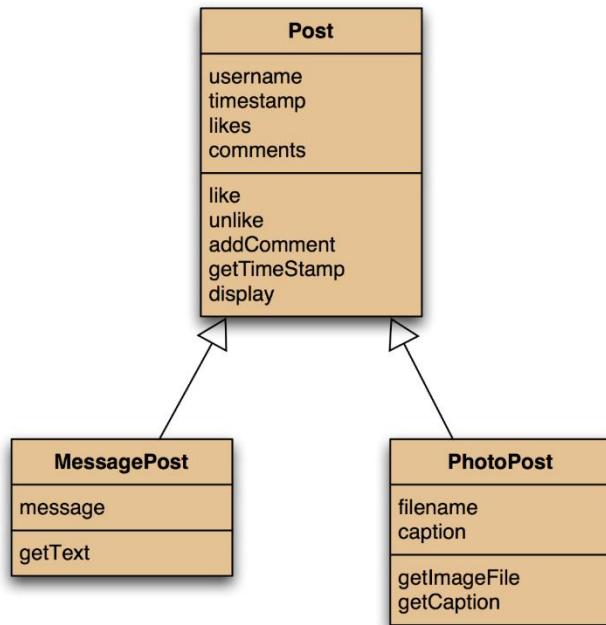 Post
username
timestamp
likes
comments
like
unlike
addComment
getTimeStamp
display
MessagePost
message
getText
PhotoPost
filename
caption
getImageFile
getCaption